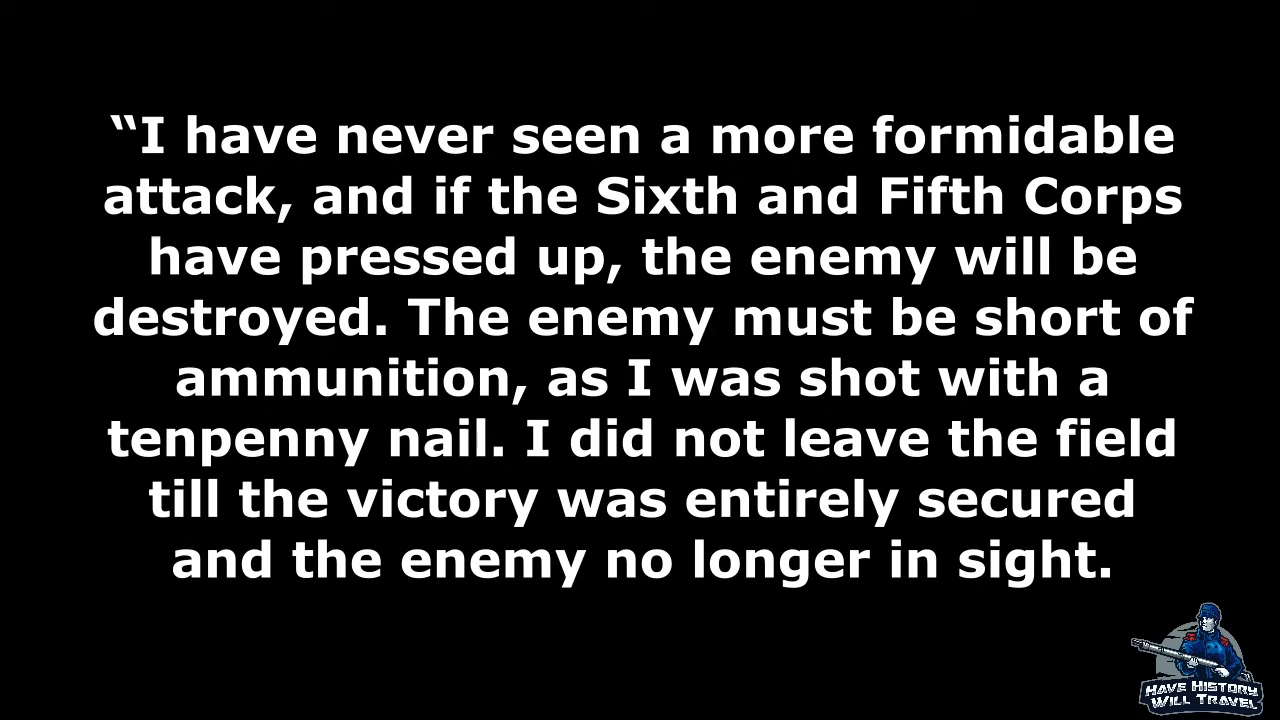 “I have never seen a more formidable
attack, and if the Sixth and Fifth Corps
have pressed up, the enemy will be
destroyed. The enemy must be short of
ammunition, as I was shot with a
tenpenny nail. I did not leave the field
till the victory was entirely secured
and the enemy no longer in sight.
HAVE HISTORY
WILL TRAVEL